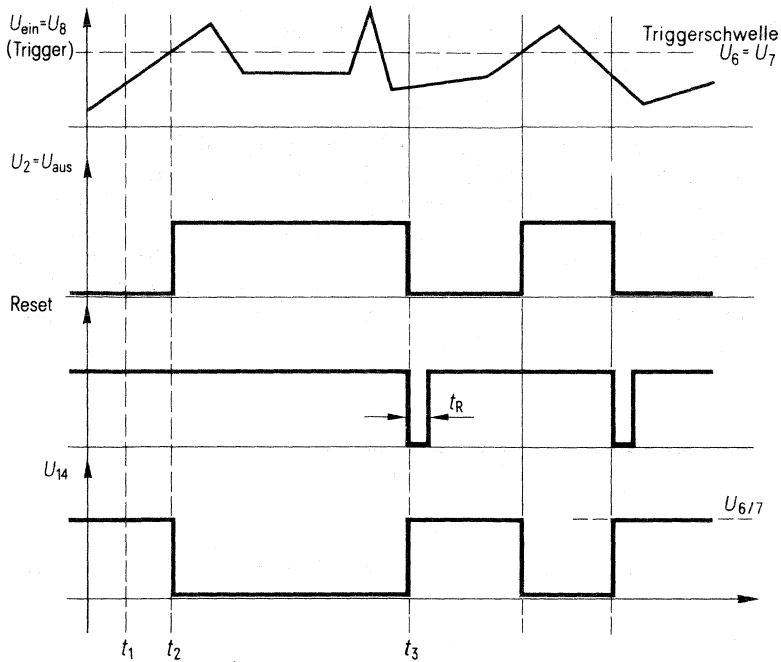 U_ein = U_8
(Trigger)
Triggerschwelle
U_6 = U_7
U_2 = U_aus
Reset
t_R
U_14
U_6/7
t_1
t_2
t_3